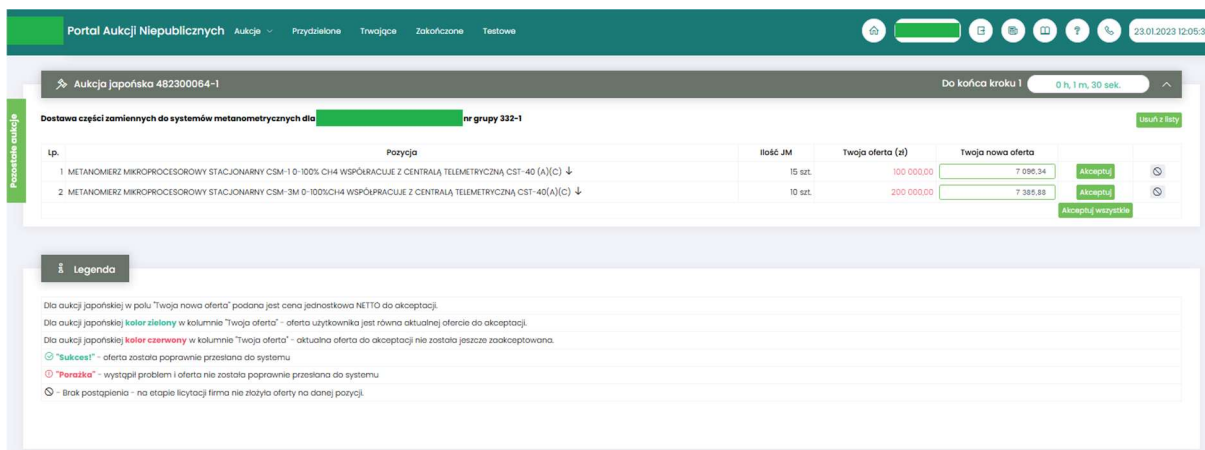 Portal Aukcji Niepublicznych Aukcje Przydzielone Trwające Zakończone Testowe 23.01.2023 12:05:3
Aukcja japońska 482300064-1 Do końca kroku 1 0 h, 1 m, 30 sek.
Pozostałe aukcje
Dostawa części zamiennych do systemów metanometrycznych dla nr grupy 332-1 Usuń z listy
Lp. Pozycja Ilość JM Twoja oferta (zł) Twoja nowa oferta
1 METANOMIERZ MIKROPROCESOROWY STACJONARNY CSM-1 0-100% CH4 WSPÓŁRACUJE Z CENTRALĄ TELEMETRYCZNĄ CST-40 (A)(C) ↓ 15 szt. 100 000,00 7 096,34 Akceptuj
2 METANOMIERZ MIKROPROCESOROWY STACJONARNY CSM-3M 0-100%CH4 WSPÓŁPRACUJE Z CENTRALĄ TELEMETRYCZNĄ CST-40(A)(C) ↓ 10 szt. 200 000,00 7 385,88 Akceptuj
Akceptuj wszystkie
Legenda
Dla aukcji japońskiej w polu "Twoja nowa oferta" podana jest cena jednostkowa NETTO do akceptacji.
Dla aukcji japońskiej kolor zielony w kolumnie "Twoja oferta" - oferta użytkownika jest równa aktualnej ofercie do akceptacji.
Dla aukcji japońskiej kolor czerwony w kolumnie "Twoja oferta" - aktualna oferta do akceptacji nie została jeszcze zaakceptowana.
"Sukces!" - oferta została poprawnie przesłana do systemu
"Porażka" - wystąpił problem i oferta nie została poprawnie przesłana do systemu
- Brak postąpienia - na etapie licytacji firma nie złożyła oferty na danej pozycji.